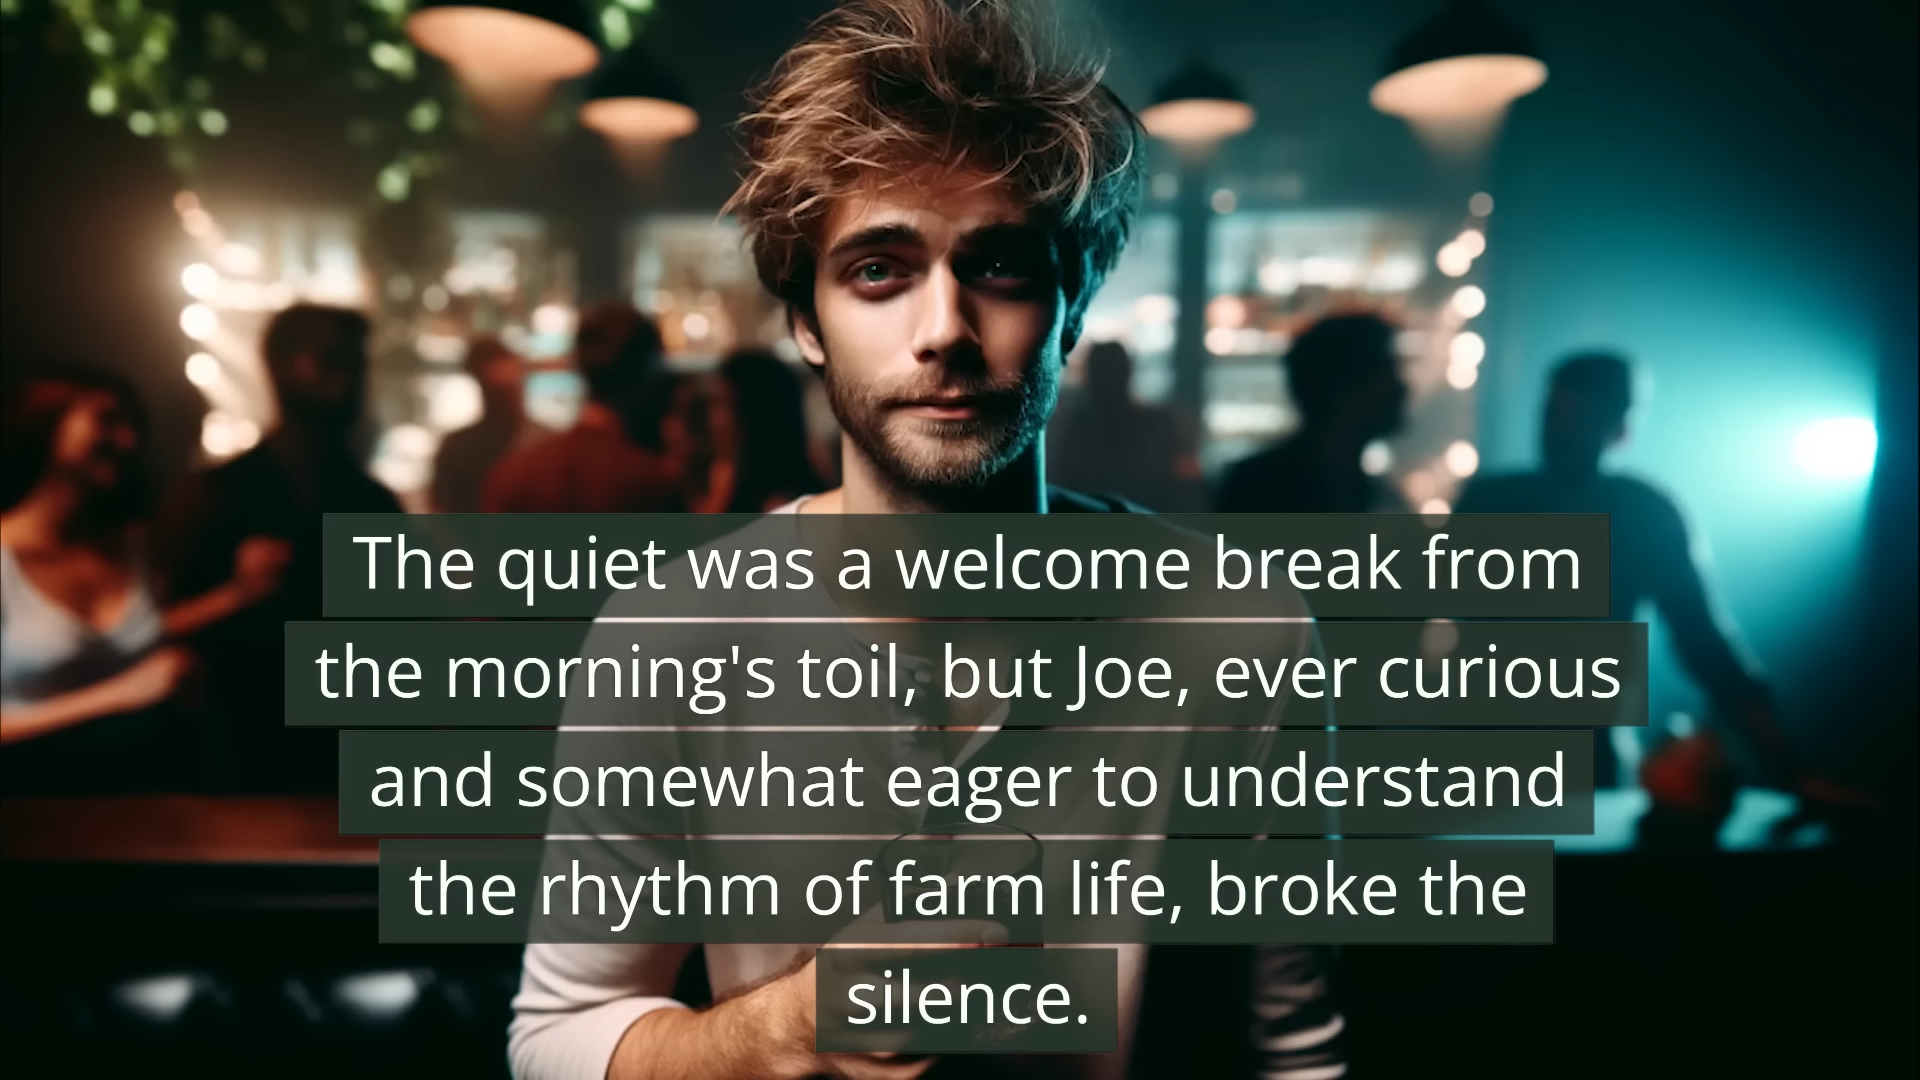 The quiet was a welcome break from
the morning's toil, but Joe, ever curious
and somewhat eager to understand
the rhythm of farm life, broke the
silence.